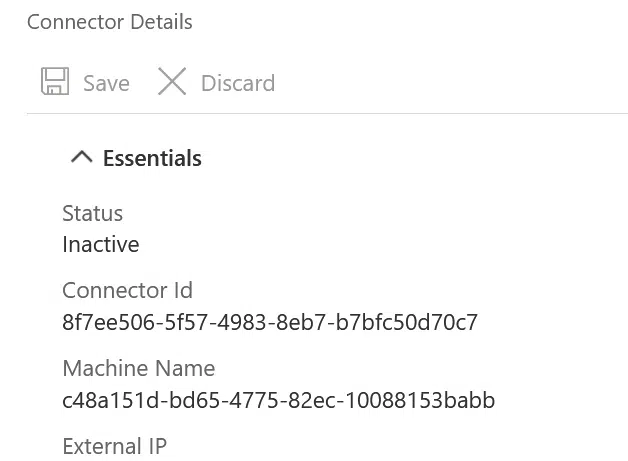 Connector Details
Save Discard
Essentials
Status
Inactive
Connector Id
8f7ee506-5f57-4983-8eb7-b7bfc50d70c7
Machine Name
c48a151d-bd65-4775-82ec-10088153babb
External IP